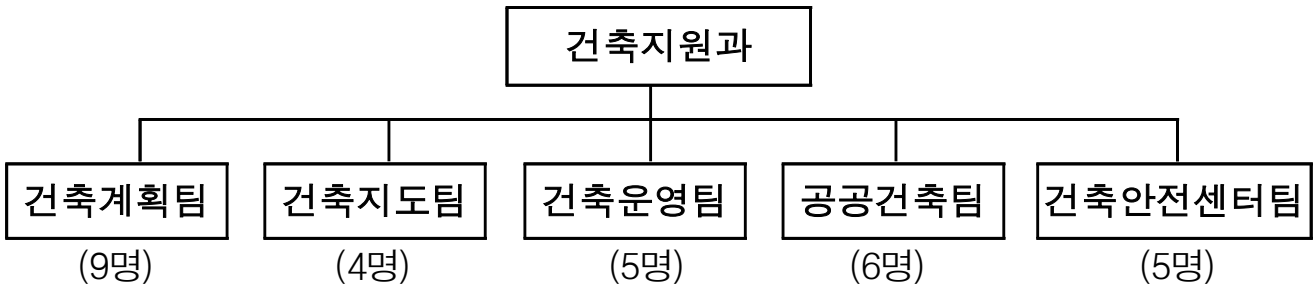 건축지원과
건축계획팀 건축지도팀 건축운영팀 공공건축팀 건축안전센터팀
(9명) (4명) (5명) (6명) (5명)